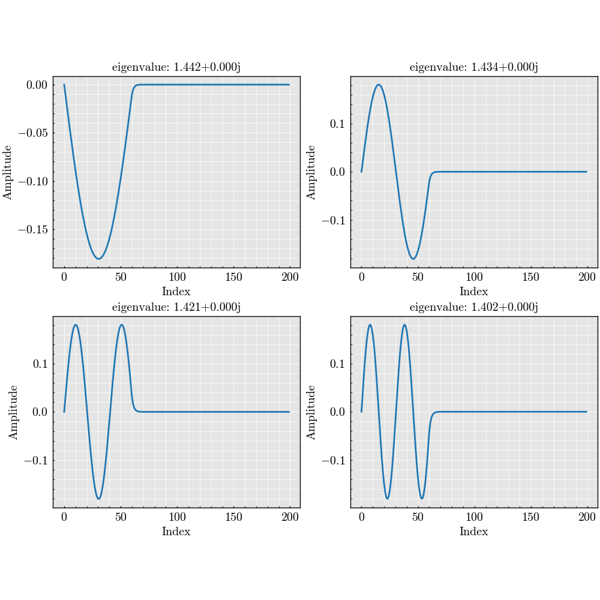 eigenvalue: 1.442+0.000j
0.00
−0.05
−0.10
−0.15
Amplitude
0 50 100 150 200
Index
eigenvalue: 1.434+0.000j
0.1
0.0
−0.1
Amplitude
0 50 100 150 200
Index
eigenvalue: 1.421+0.000j
0.1
0.0
−0.1
Amplitude
0 50 100 150 200
Index
eigenvalue: 1.402+0.000j
0.1
0.0
−0.1
Amplitude
0 50 100 150 200
Index